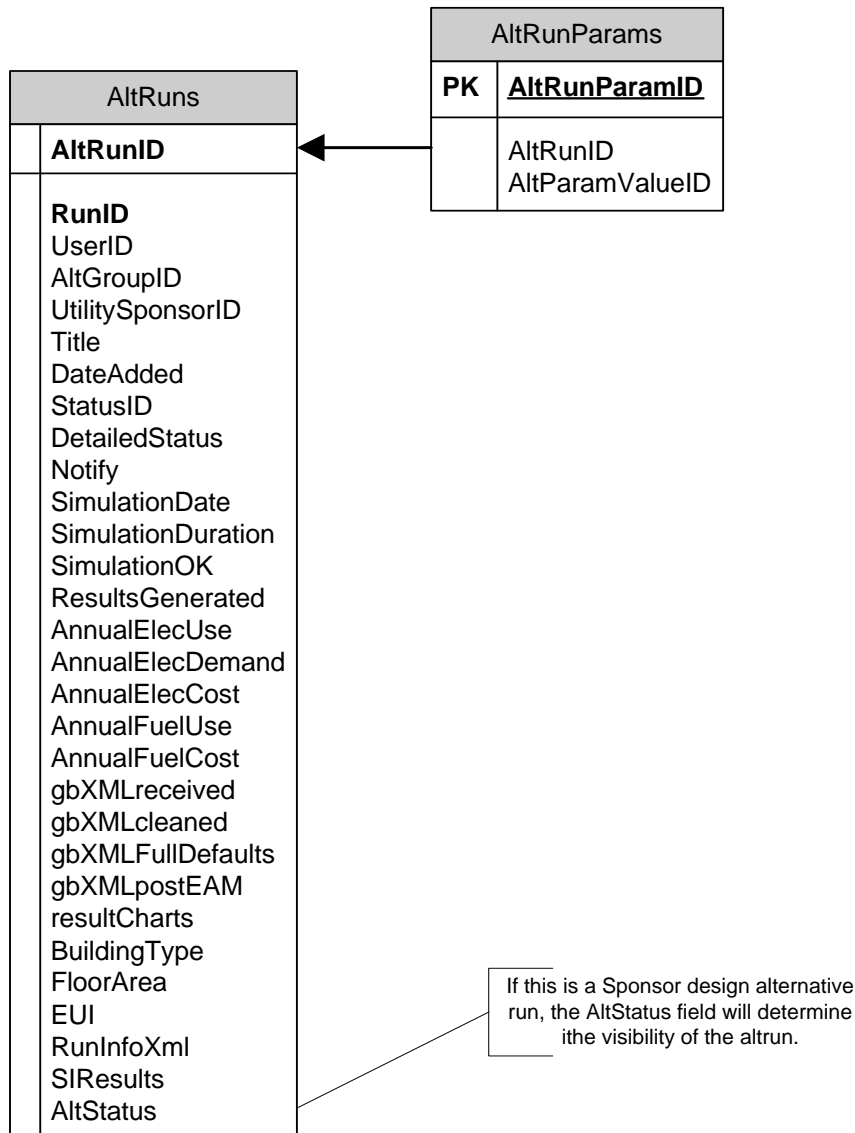 AltRunParams
PK AltRunParamID
AltRunID
AltParamValueID
AltRuns
AltRunID
RunID
UserID
AltGroupID
UtilitySponsorID
Title
DateAdded
StatusID
DetailedStatus
Notify
SimulationDate
SimulationDuration
SimulationOK
ResultsGenerated
AnnualElecUse
AnnualElecDemand
AnnualElecCost
AnnualFuelUse
AnnualFuelCost
gbXMLreceived
gbXMLcleaned
gbXMLFullDefaults
gbXMLpostEAM
resultCharts
BuildingType
FloorArea
EUI
RunInfoXml
SIResults
AltStatus
If this is a Sponsor design alternative
run, the AltStatus field will determine
ithe visibility of the altrun.